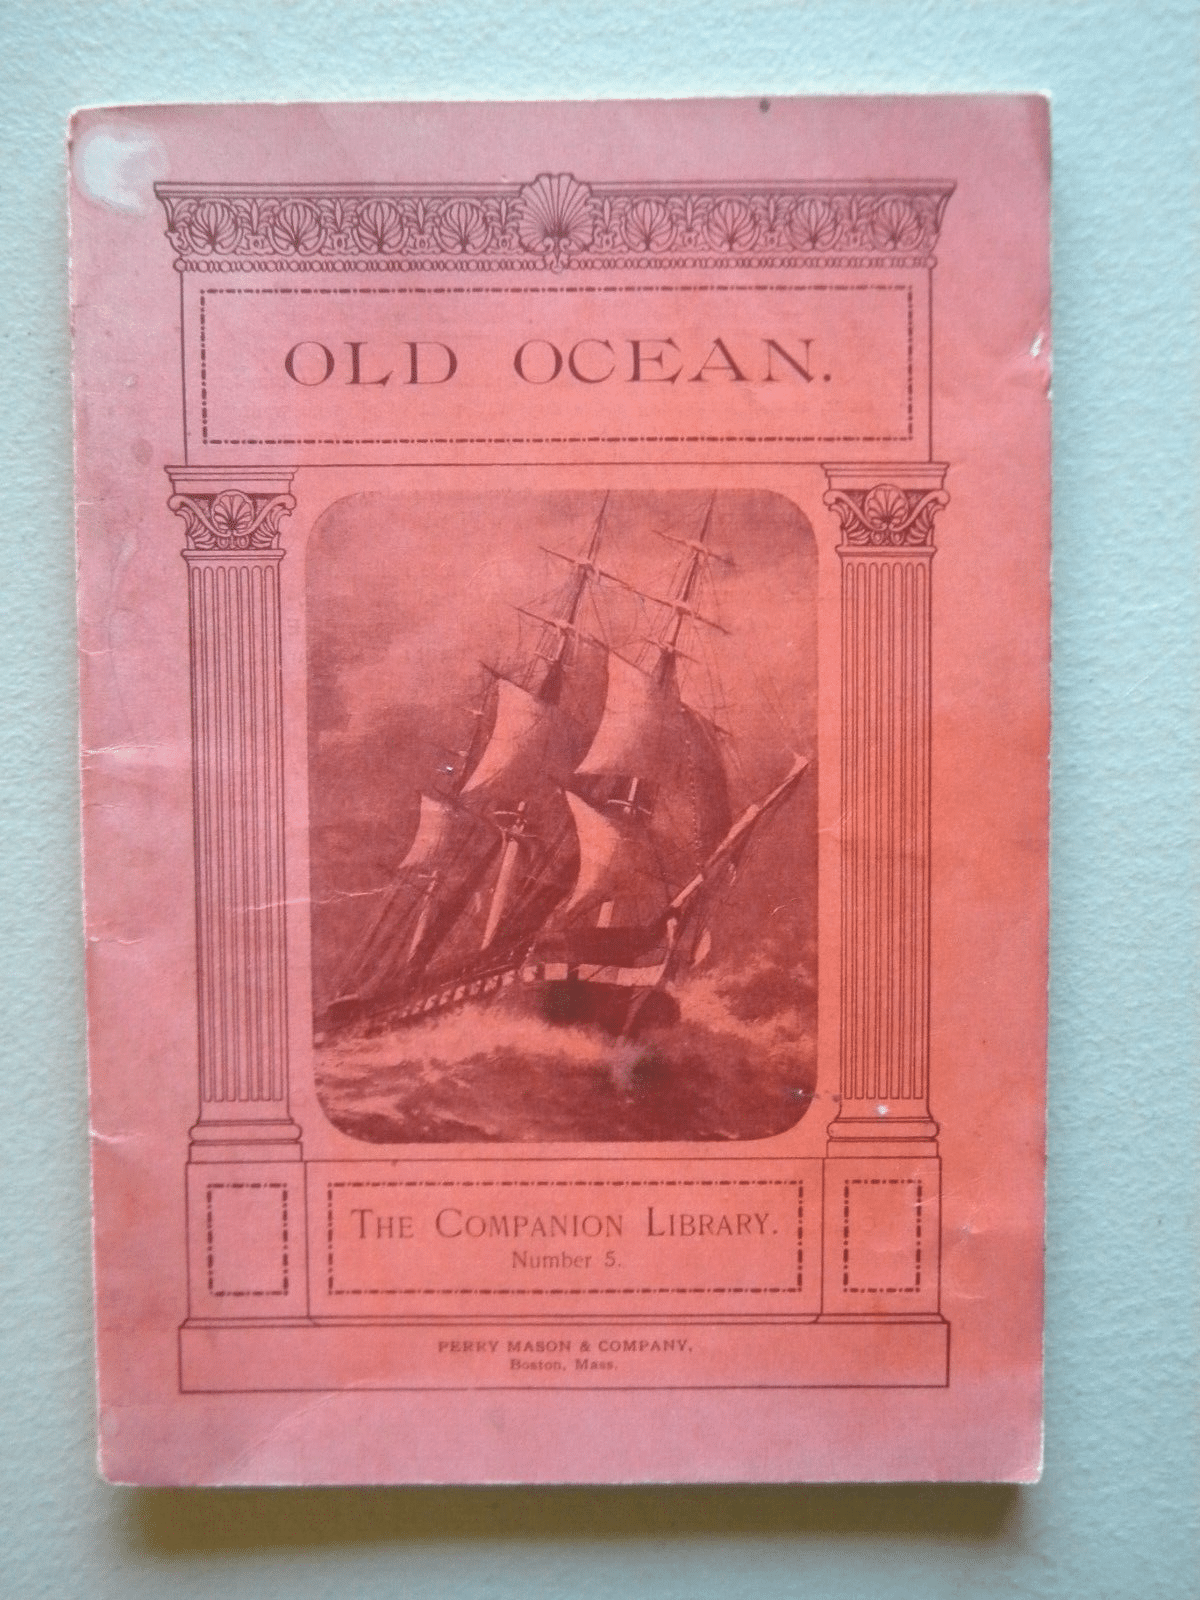 OLD OCEAN.
THE COMPANION LIBRARY.
Number 5.
PERRY MASON & COMPANY,
Boston, Mass.